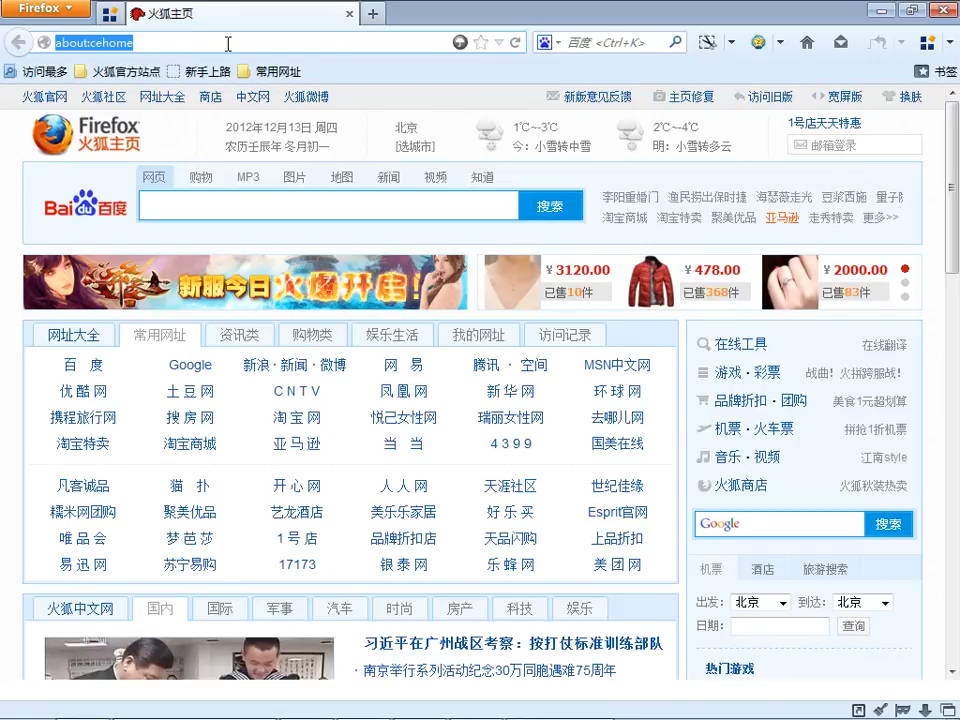 Firefox
火狐主页
about:cehome
百度 <Ctrl+K>
访问最多 火狐官方站点 新手上路 常用网址 书签
火狐官网 火狐社区 网址大全 商店 中文网 火狐微博 新版意见反馈 主页修复 访问旧版 宽屏版 换肤
Firefox 火狐主页
2012年12月13日 周四
农历壬辰年 冬月初一
北京
[选城市]
1℃~3℃
今：小雪转中雪
2℃~4℃
明：小雪转多云
1号店天天特惠
邮箱登录
网页 购物 MP3 图片 地图 新闻 视频 知道
Bai du 百度
搜索
李阳重婚门 渔民捞出保时捷 海瑟薇走光 豆浆西施
淘宝商城 淘宝特卖 聚美优品 亚马逊 走秀特卖 更多>>
新服今日火爆开启!
¥3120.00
已售10件
¥478.00
已售368件
¥2000.00
已售83件
网址大全 常用网址 资讯类 购物类 娱乐生活 我的网址 访问记录
百 度 Google 新浪·新闻·微博 网 易 腾讯 · 空间 MSN中文网
优酷网 土豆网 CNTV 凤凰网 新华网 环球网
携程旅行网 搜房网 淘宝网 悦己女性网 瑞丽女性网 去哪儿网
淘宝特卖 淘宝商城 亚马逊 当 当 4399 国美在线
凡客诚品 猫 扑 开心网 人人网 天涯社区 世纪佳缘
糯米网团购 聚美优品 艺龙酒店 美乐乐家居 好乐买 Esprit官网
唯品会 梦芭莎 1号店 品牌折扣店 天品闪购 上品折扣
易迅网 苏宁易购 17173 银泰网 乐蜂网 美团网
在线工具 在线翻译
游戏·彩票 战曲！火拼跨服战！
品牌折扣·团购 美食1元超划算
机票·火车票 拼抢1折机票
音乐·视频 江南style
火狐商店 火狐秋装热卖
Google 搜索
机票 酒店 旅游搜索
出发： 北京 到达： 北京
日期： 查询
热门游戏
火狐中文网 国内 国际 军事 汽车 时尚 房产 科技 娱乐
习近平在广州战区考察：按打仗标准训练部队
· 南京举行系列活动纪念30万同胞遇难75周年